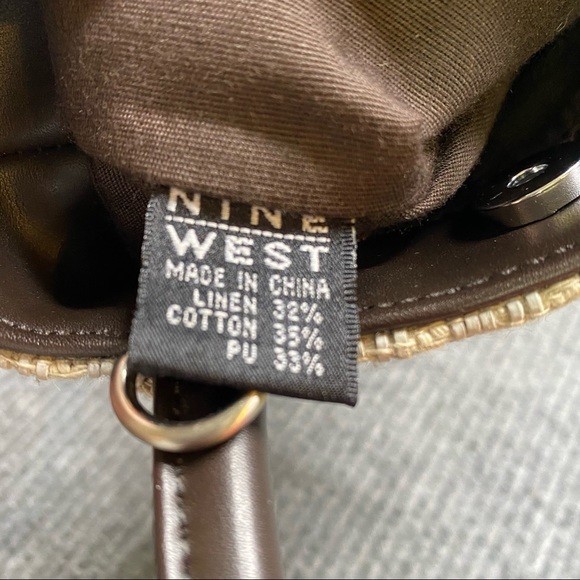 NINE
WEST
MADE IN CHINA
LINEN 32%
COTTON 35%
PU 33%